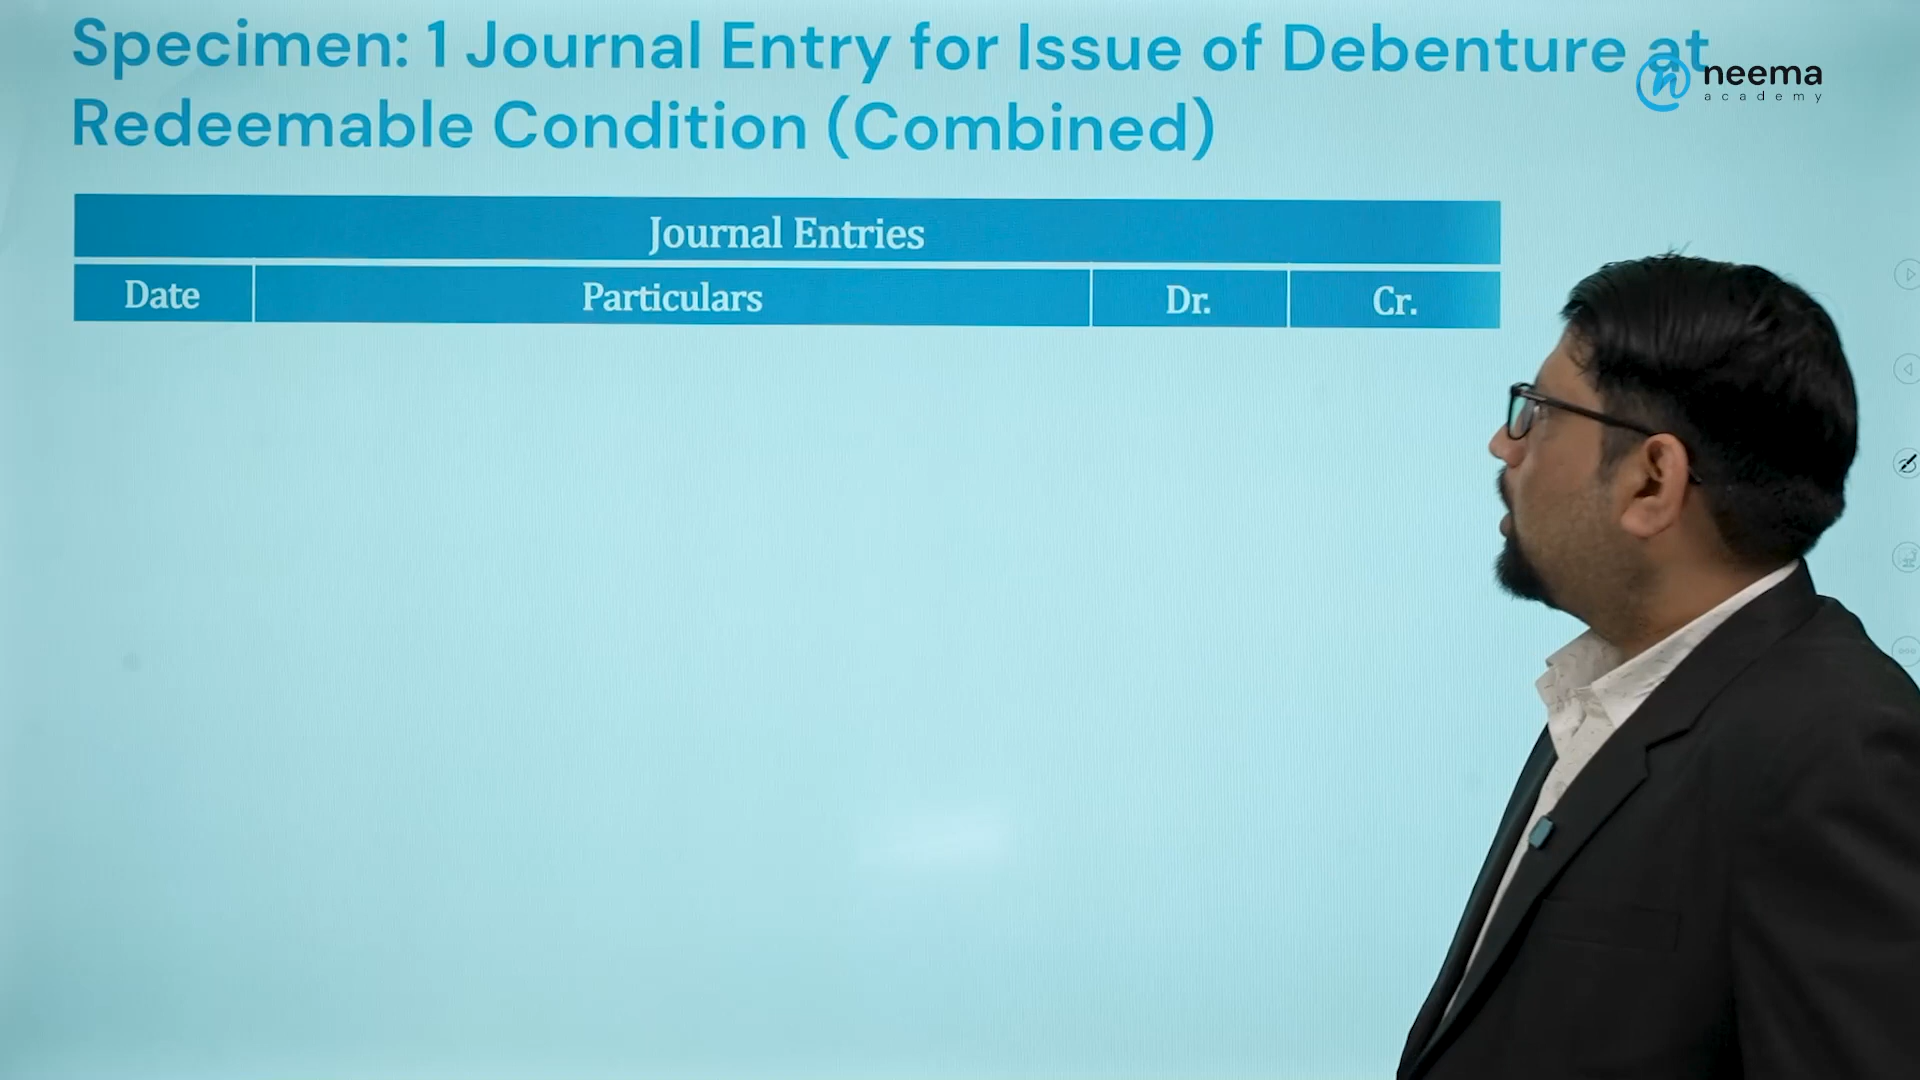 Specimen: 1 Journal Entry for Issue of Debenture at
Redeemable Condition (Combined)
neema
academy
Journal Entries
Date Particulars Dr. Cr.